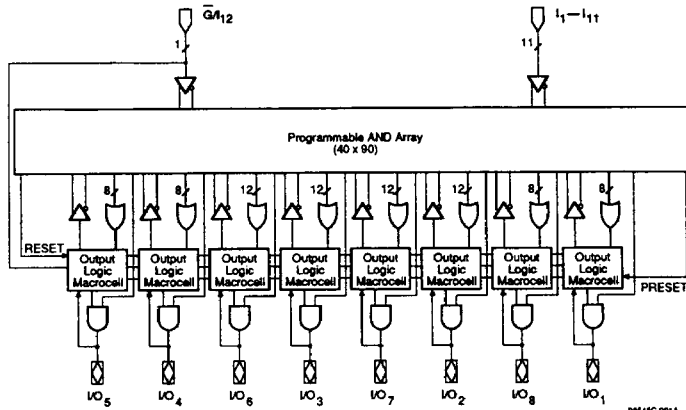 G/I12
I1–I11
1
11
Programmable AND Array
(40 x 90)
8 8 12 12 12 12 8 8
RESET
Output Logic Macrocell
Output Logic Macrocell
Output Logic Macrocell
Output Logic Macrocell
Output Logic Macrocell
Output Logic Macrocell
Output Logic Macrocell
Output Logic Macrocell
PRESET
I/O5 I/O4 I/O6 I/O3 I/O7 I/O2 I/O8 I/O1